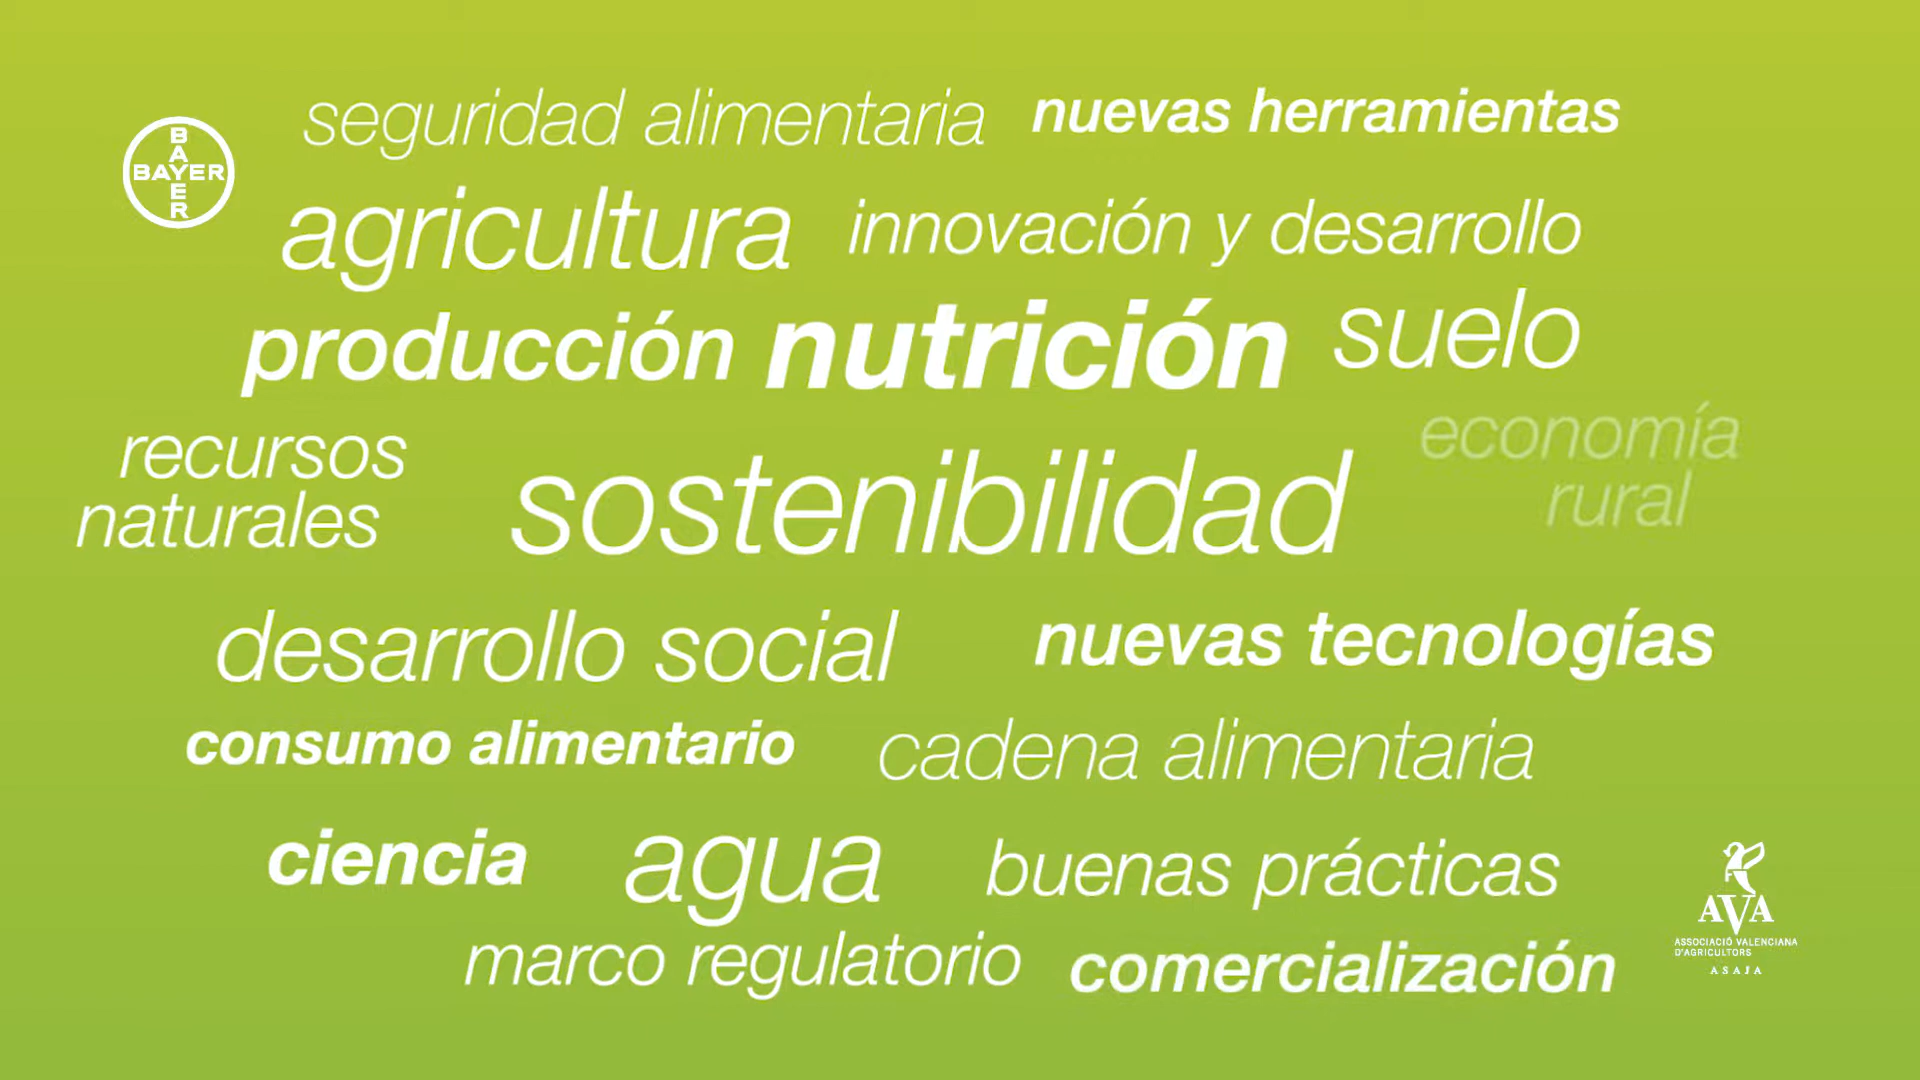 seguridad alimentaria nuevas herramientas
BAYER
BAYER
agricultura innovación y desarrollo
producción nutrición suelo
recursos
naturales
sostenibilidad
economía
rural
desarrollo social nuevas tecnologías
consumo alimentario cadena alimentaria
ciencia agua buenas prácticas
marco regulatorio comercialización
AVA
ASSOCIACIÓ VALENCIANA
D'AGRICULTORS
ASAJA